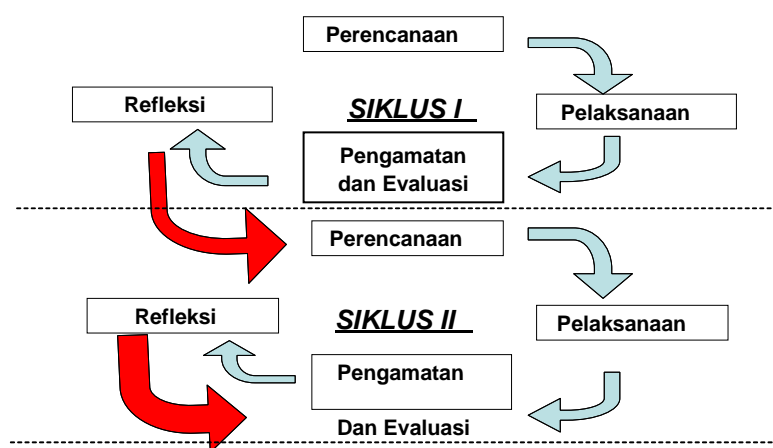 Perencanaan
Refleksi
SIKLUS I
Pelaksanaan
Pengamatan
dan Evaluasi
Perencanaan
Refleksi
SIKLUS II
Pelaksanaan
Pengamatan
Dan Evaluasi